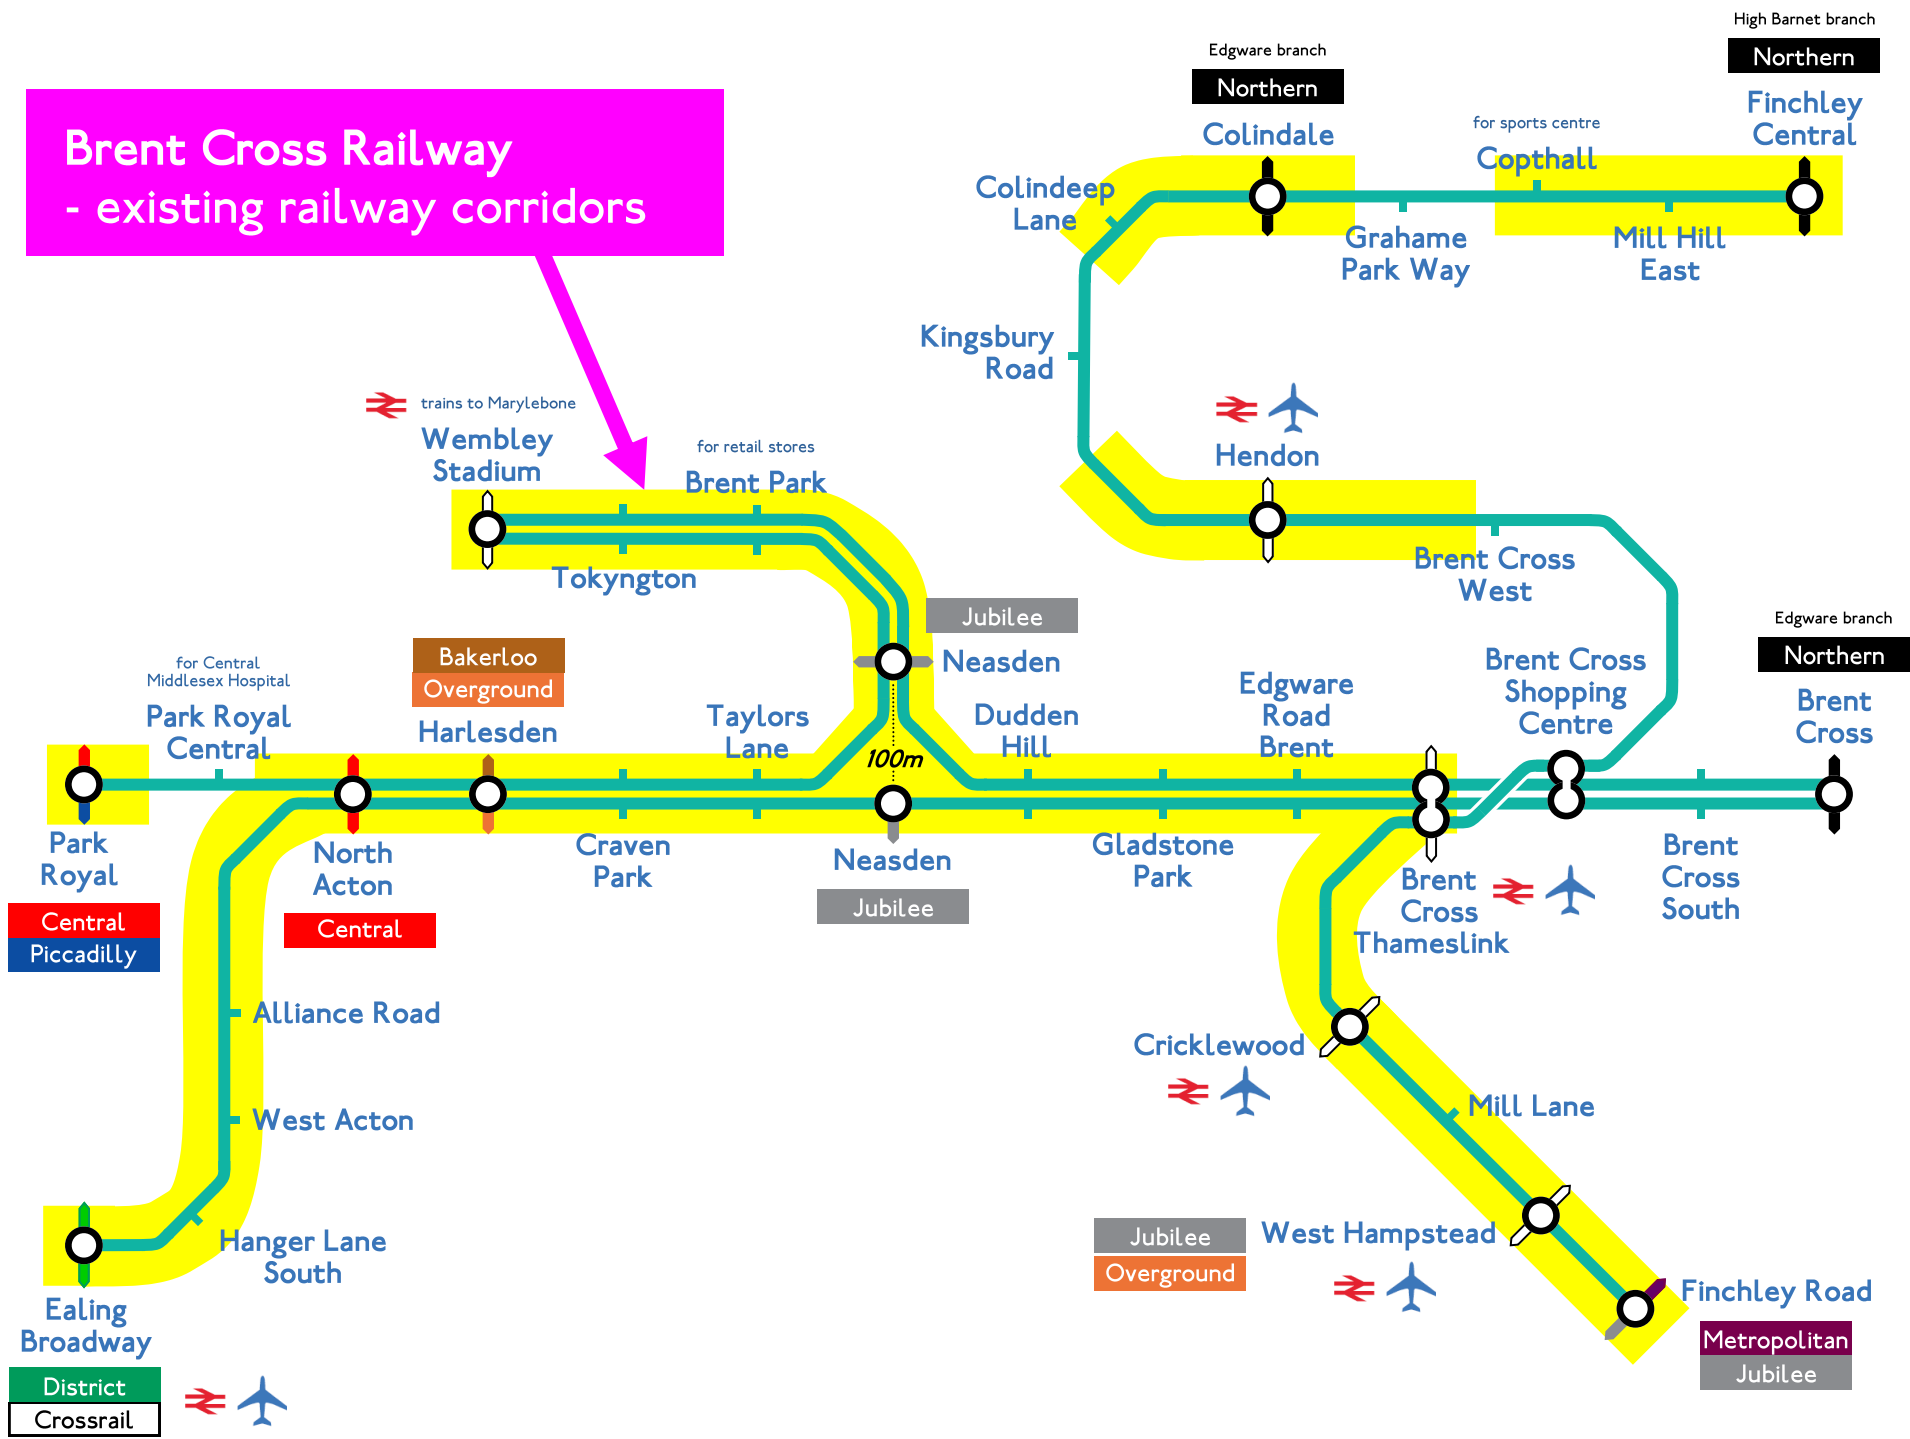 High Barnet branch
Northern
Finchley
Central
Edgware branch
Northern
Colindale
for sports centre
Copthall
Brent Cross Railway
- existing railway corridors
Colindeep
Lane
Grahame
Park Way
Mill Hill
East
Kingsbury
Road
trains to Marylebone
Wembley
Stadium
for retail stores
Brent Park
Hendon
Tokyngton
Brent Cross
West
Jubilee
Neasden
Edgware branch
Northern
Brent
Cross
for Central
Middlesex Hospital
Park Royal
Central
Bakerloo
Overground
Harlesden
Taylors
Lane
100m
Dudden
Hill
Edgware
Road
Brent
Brent Cross
Shopping
Centre
Park
Royal
Central
Piccadilly
North
Acton
Central
Craven
Park
Neasden
Jubilee
Gladstone
Park
Brent
Cross
Thameslink
Brent
Cross
South
Alliance Road
West Acton
Cricklewood
Mill Lane
Hanger Lane
South
Jubilee
Overground
West Hampstead
Finchley Road
Metropolitan
Jubilee
Ealing
Broadway
District
Crossrail